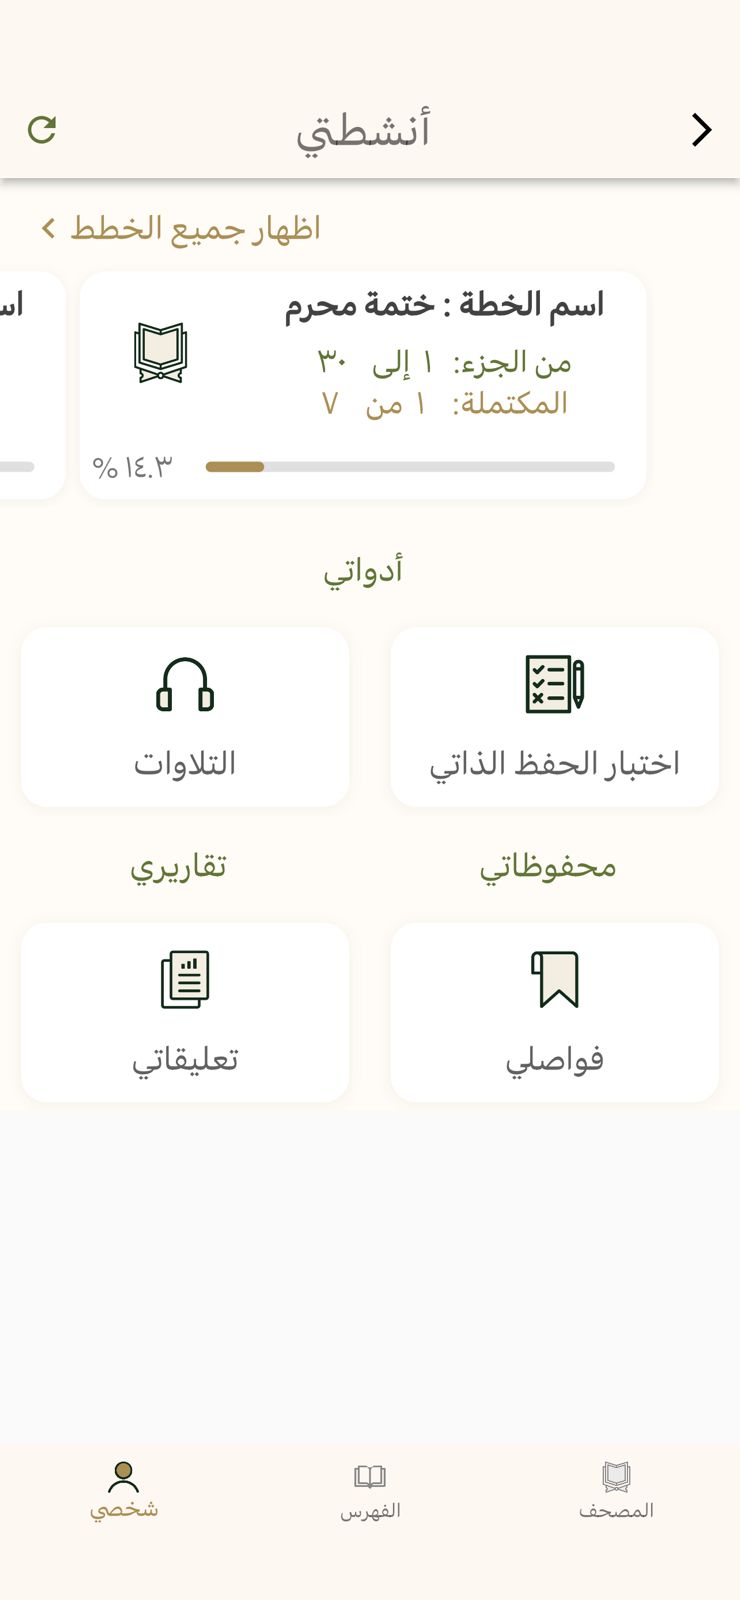 أنشطتي
اظهار جميع الخطط
اسم الخطة : ختمة محرم
من الجزء: ١ إلى ٣٠
المكتملة: ١ من ٧
١٤.٣ %
أدواتي
اختبار الحفظ الذاتي
التلاوات
محفوظاتي
تقاريري
فواصلي
تعليقاتي
المصحف
الفهرس
شخصي